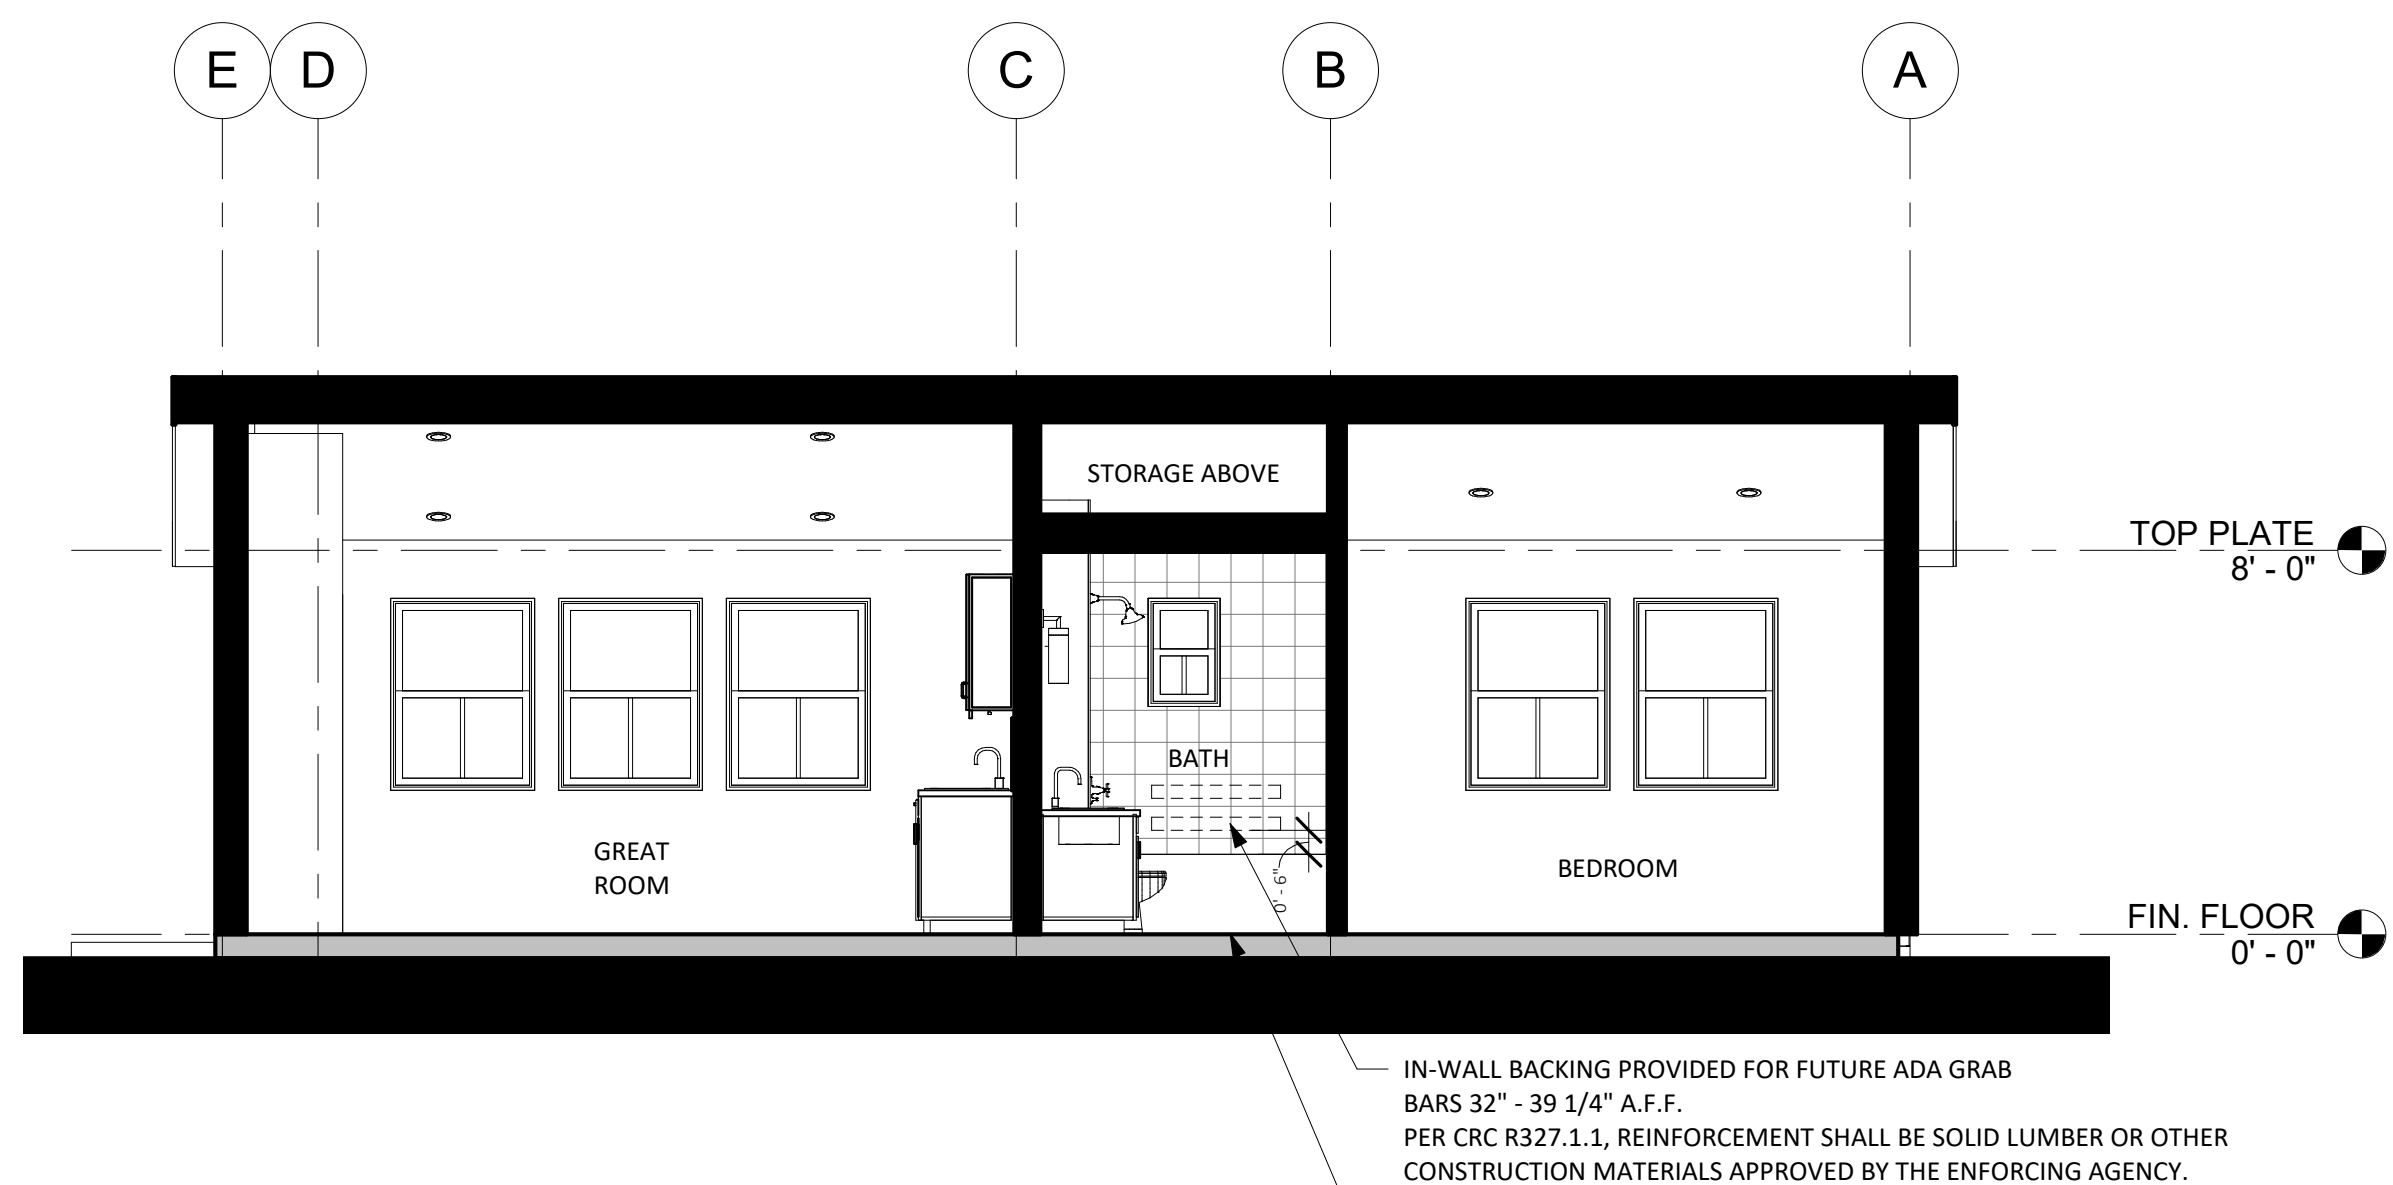 E D C B A
STORAGE ABOVE
TOP PLATE
8' - 0"
BATH
GREAT
ROOM
BEDROOM
0' - 6"
FIN. FLOOR
0' - 0"
IN-WALL BACKING PROVIDED FOR FUTURE ADA GRAB
BARS 32" - 39 1/4" A.F.F.
PER CRC R327.1.1, REINFORCEMENT SHALL BE SOLID LUMBER OR OTHER
CONSTRUCTION MATERIALS APPROVED BY THE ENFORCING AGENCY.